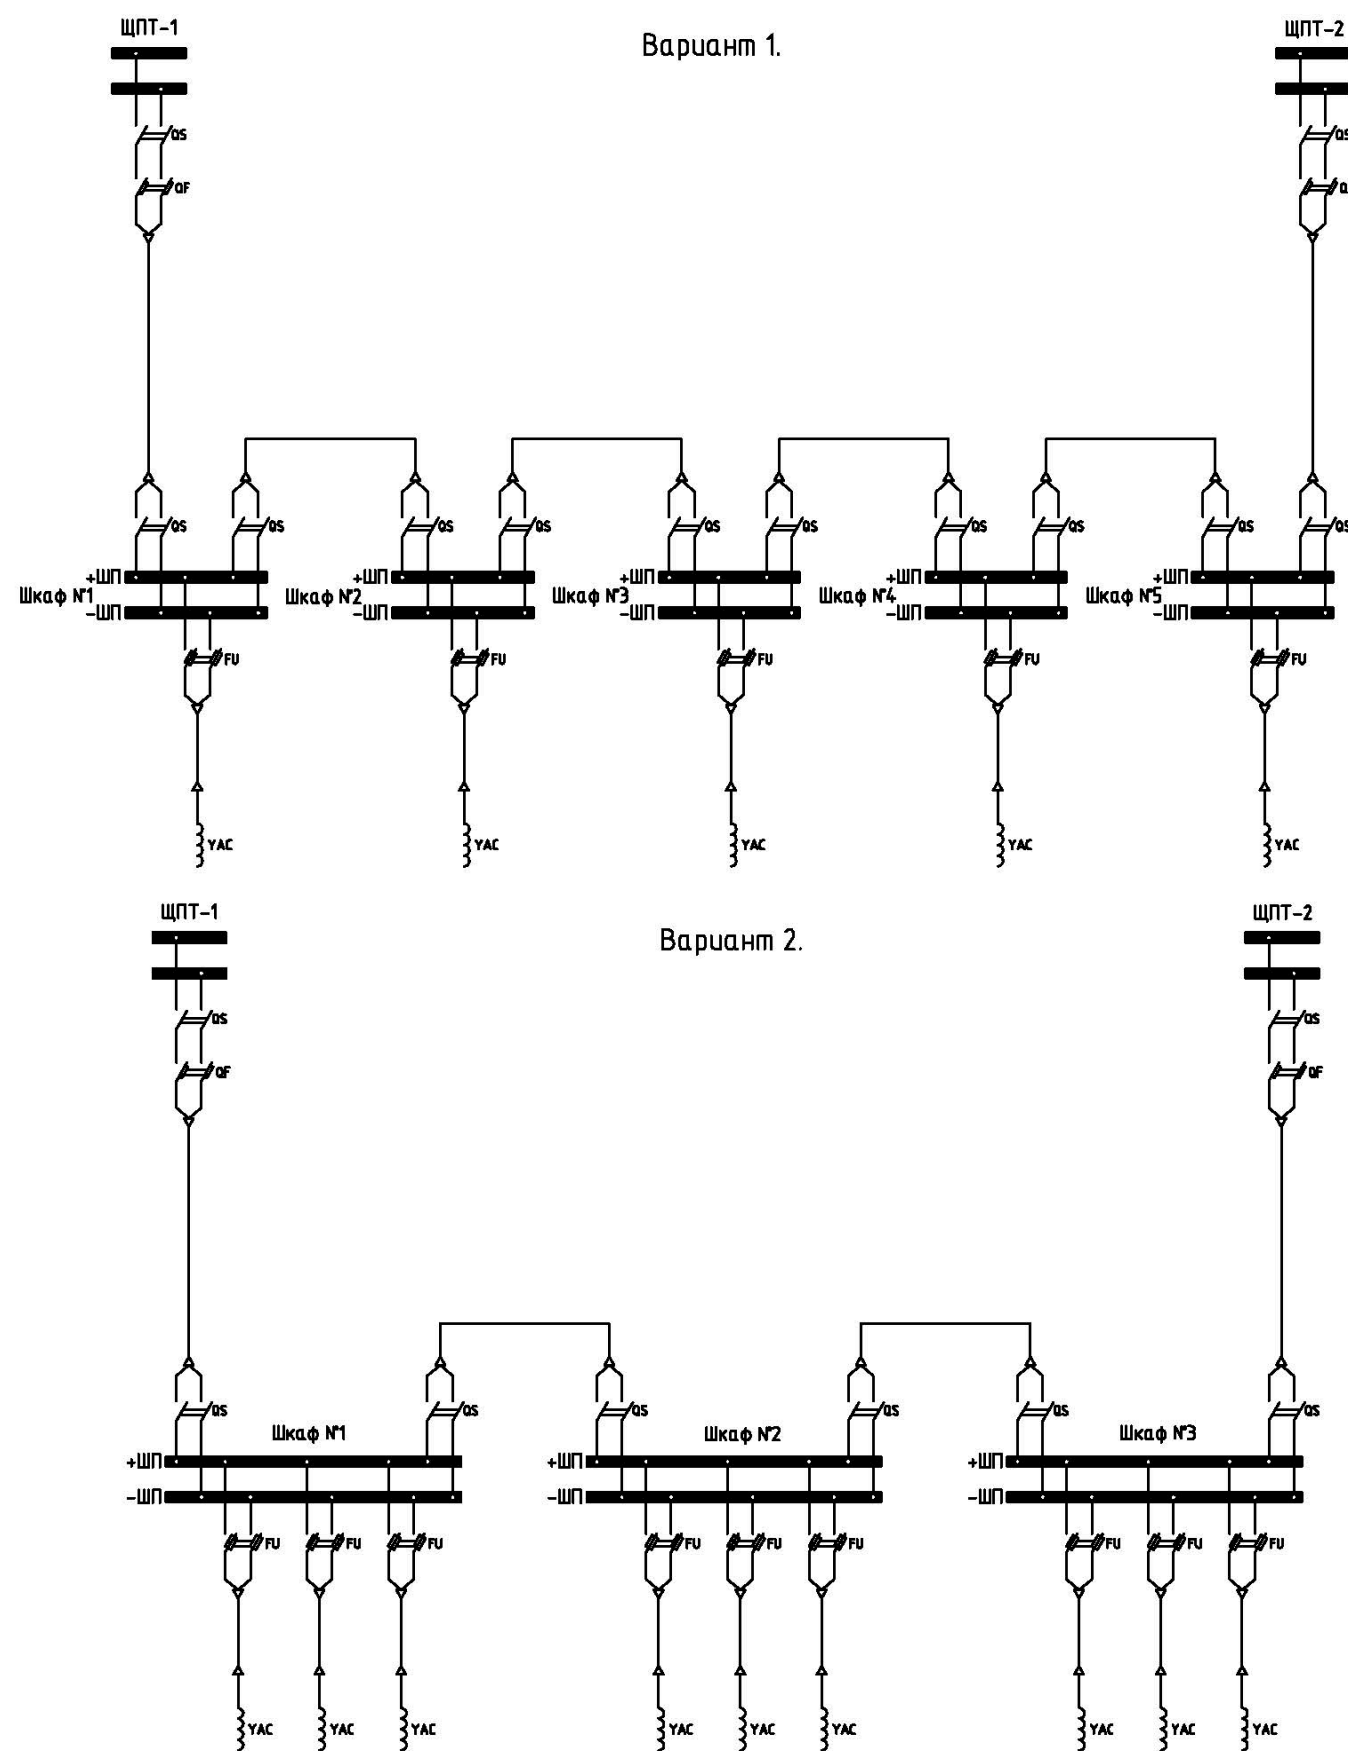 ЩПТ-1
Вариант 1.
ЩПТ-2
QS
QS
QF
Q
QS
QS
QS
QS
QS
QS
QS
QS
QS
QS
+ШП
+ШП
+ШП
+ШП
+ШП
Шкаф №1
Шкаф №2
Шкаф №3
Шкаф №4
Шкаф №5
-ШП
-ШП
-ШП
-ШП
-ШП
FU
FU
FU
FU
FU
YAC
YAC
YAC
YAC
YAC
ЩПТ-1
Вариант 2.
ЩПТ-2
QS
QS
QF
QF
QS
QS
QS
QS
QS
QS
Шкаф №1
Шкаф №2
Шкаф №3
+ШП
+ШП
+ШП
-ШП
-ШП
-ШП
FU
FU
FU
FU
FU
FU
FU
FU
FU
YAC
YAC
YAC
YAC
YAC
YAC
YAC
YAC
YAC